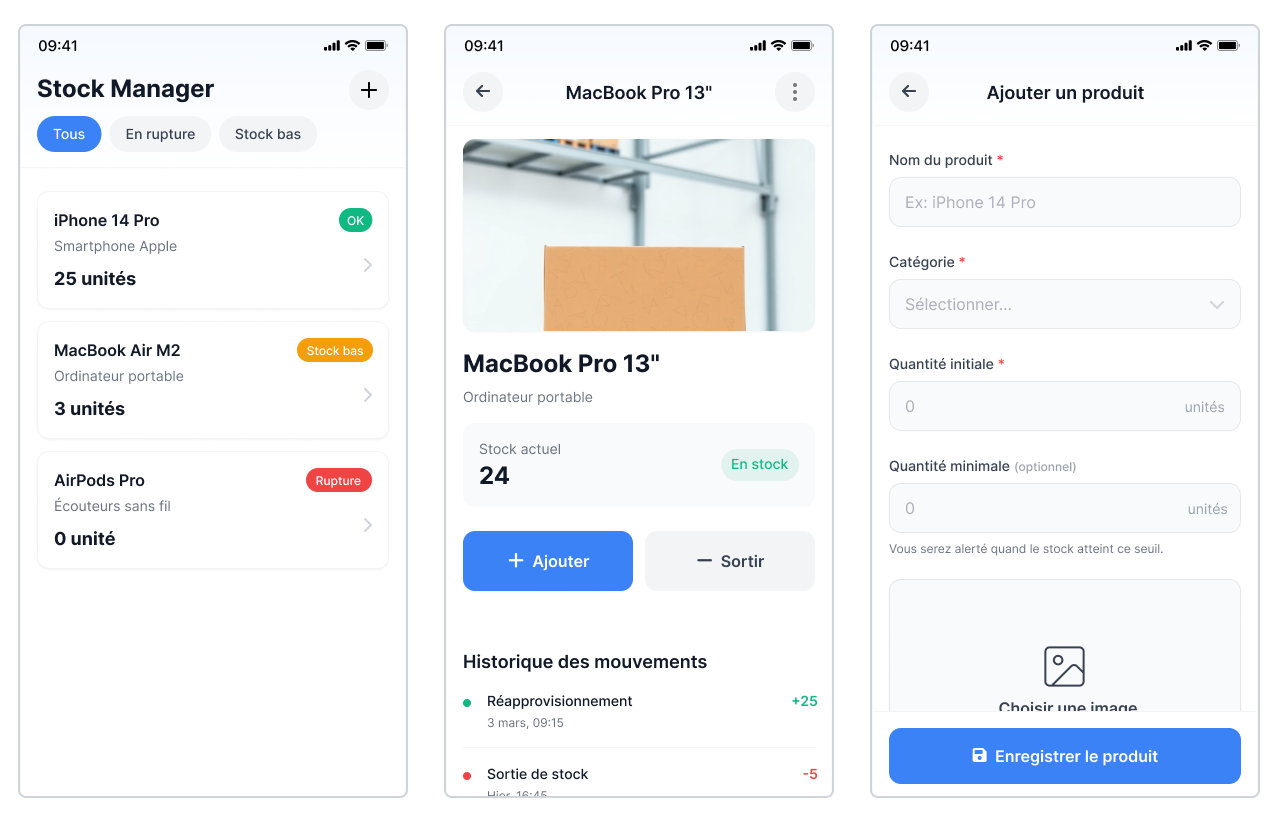 09:41
Stock Manager
Tous
En rupture
Stock bas
iPhone 14 Pro
OK
Smartphone Apple
25 unités
MacBook Air M2
Stock bas
Ordinateur portable
3 unités
AirPods Pro
Rupture
Écouteurs sans fil
0 unité
09:41
MacBook Pro 13"
MacBook Pro 13"
Ordinateur portable
Stock actuel
24
En stock
Ajouter
Sortir
Historique des mouvements
Réapprovisionnement
+25
3 mars, 09:15
Sortie de stock
-5
Hier, 16:45
09:41
Ajouter un produit
Nom du produit *
Ex: iPhone 14 Pro
Catégorie *
Sélectionner...
Quantité initiale *
0 unités
Quantité minimale (optionnel)
0 unités
Vous serez alerté quand le stock atteint ce seuil.
Choisir une image
Enregistrer le produit